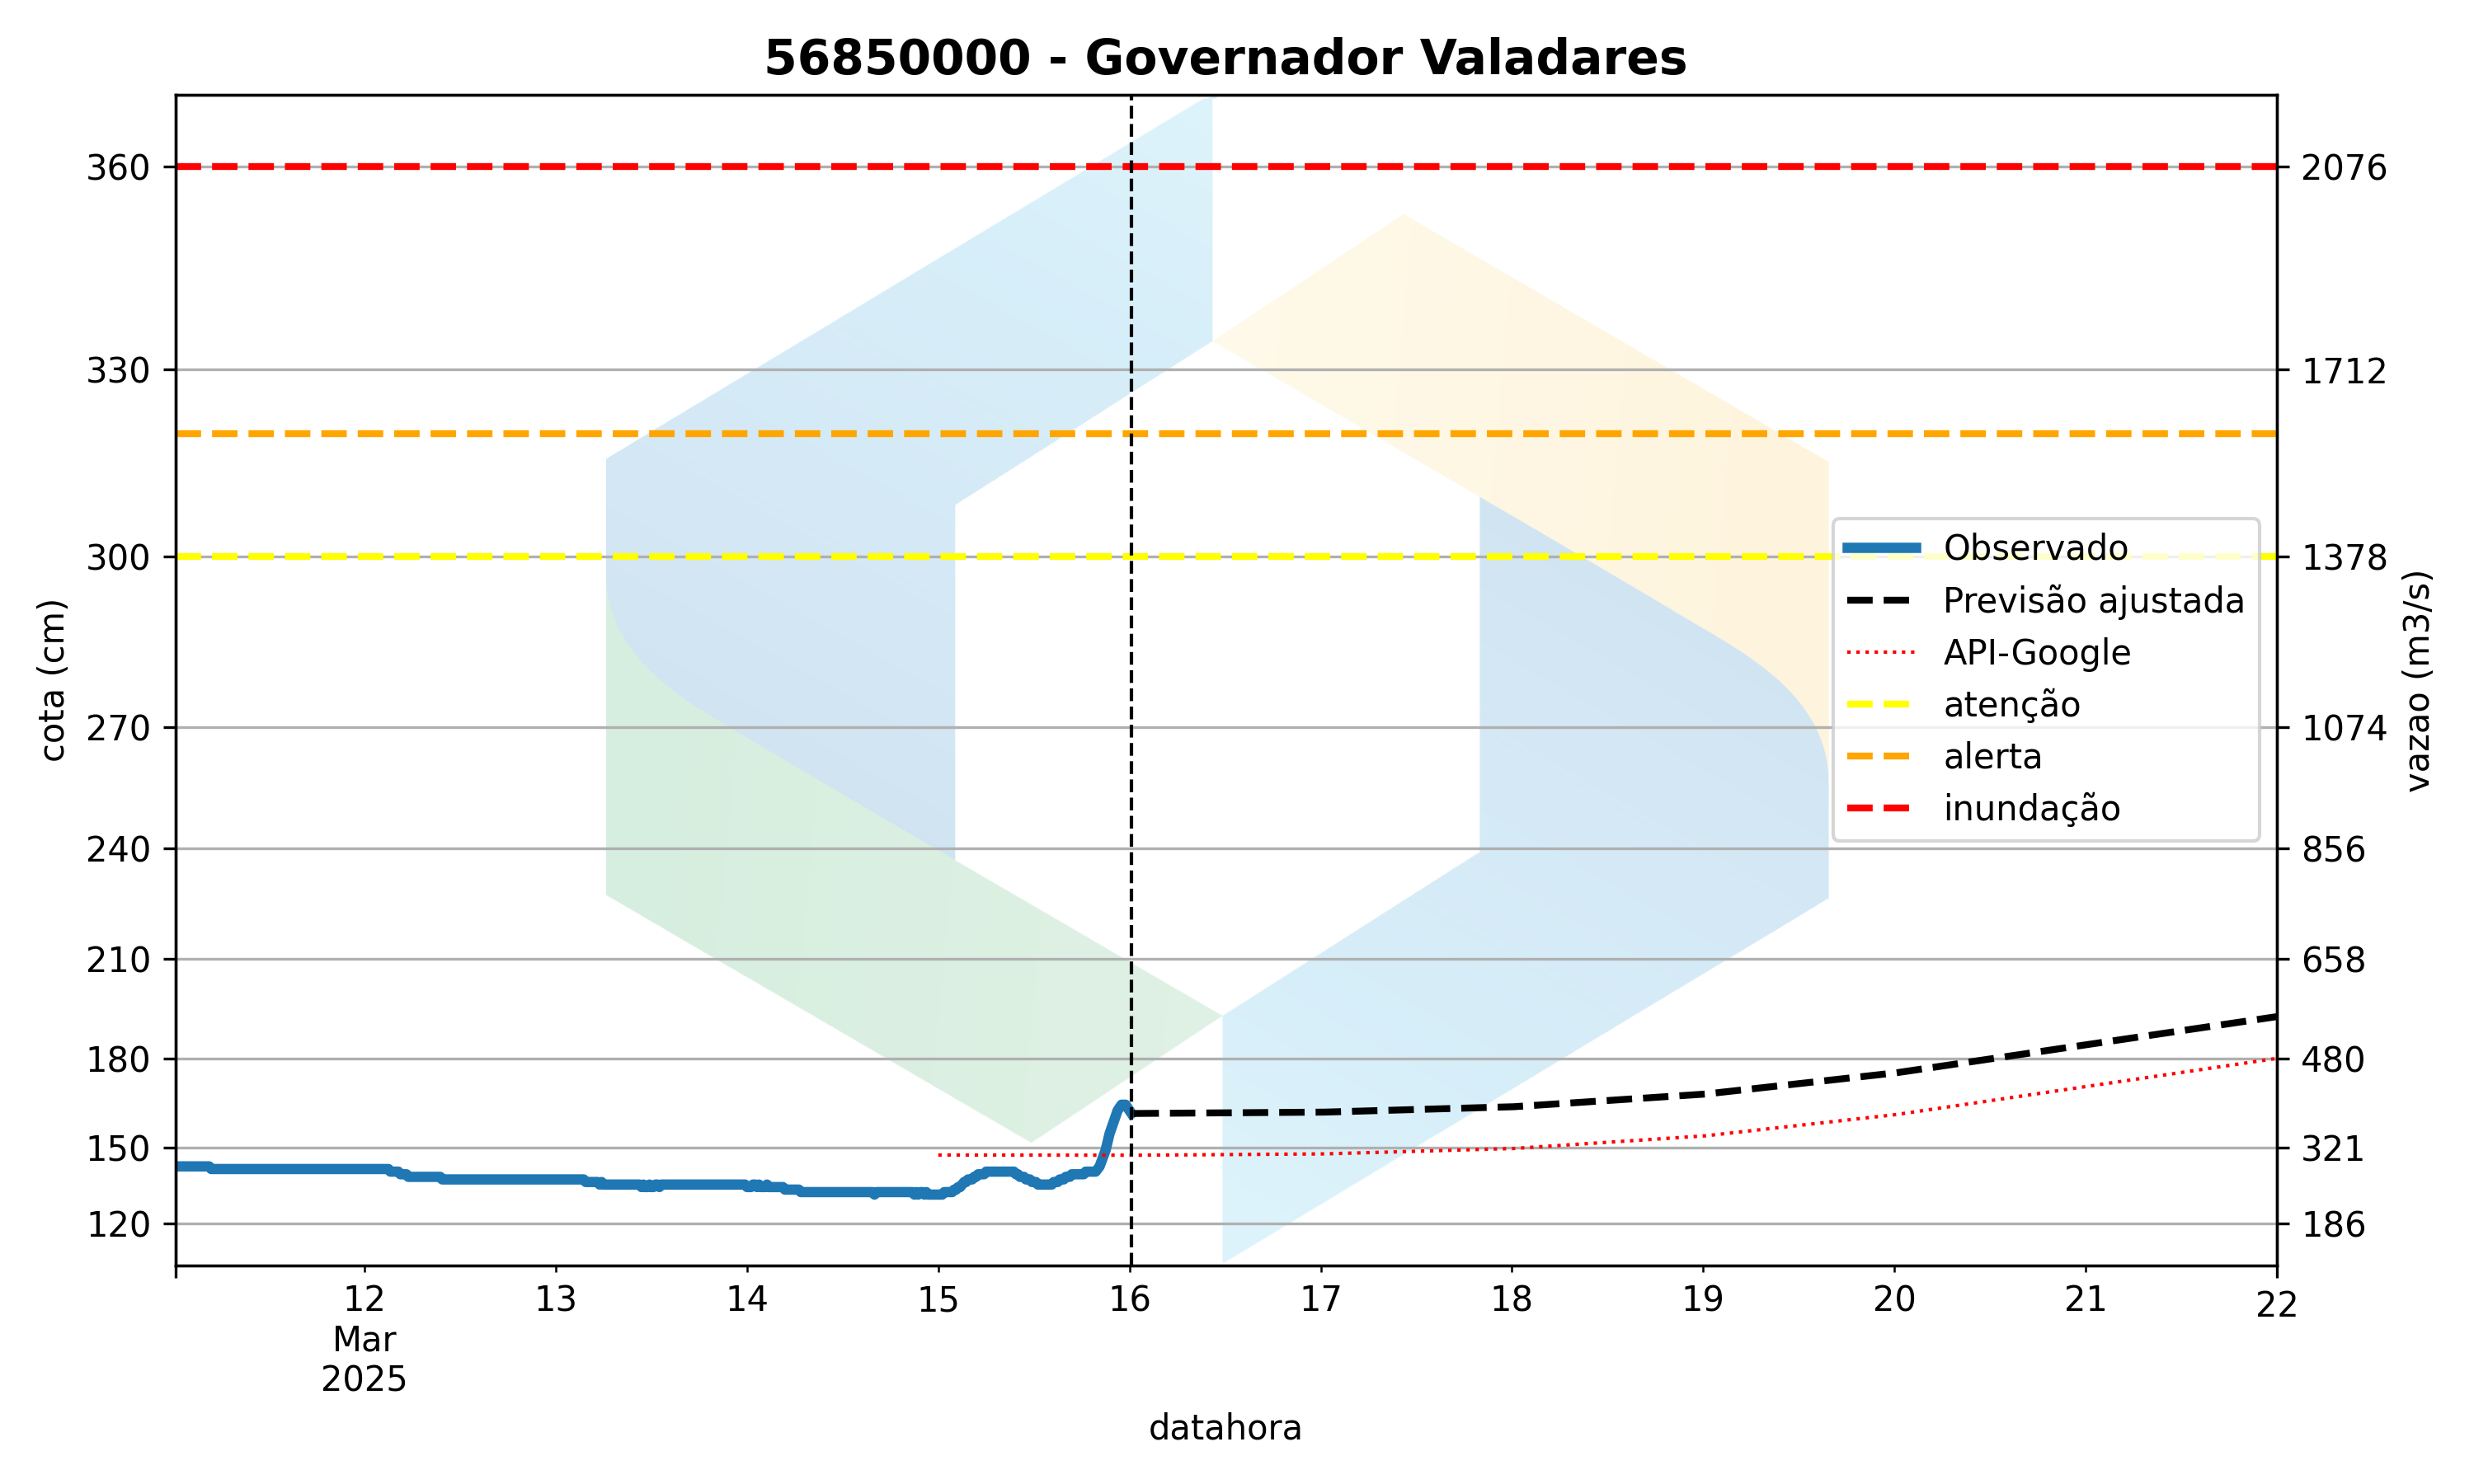 56850000 - Governador Valadares
360
330
300
270
240
210
180
150
120
cota (cm)
2076
1712
1378
1074
856
658
480
321
186
vazao (m3/s)
Observado
Previsão ajustada
API-Google
atenção
alerta
inundação
12 13 14 15 16 17 18 19 20 21 22
Mar
2025
datahora